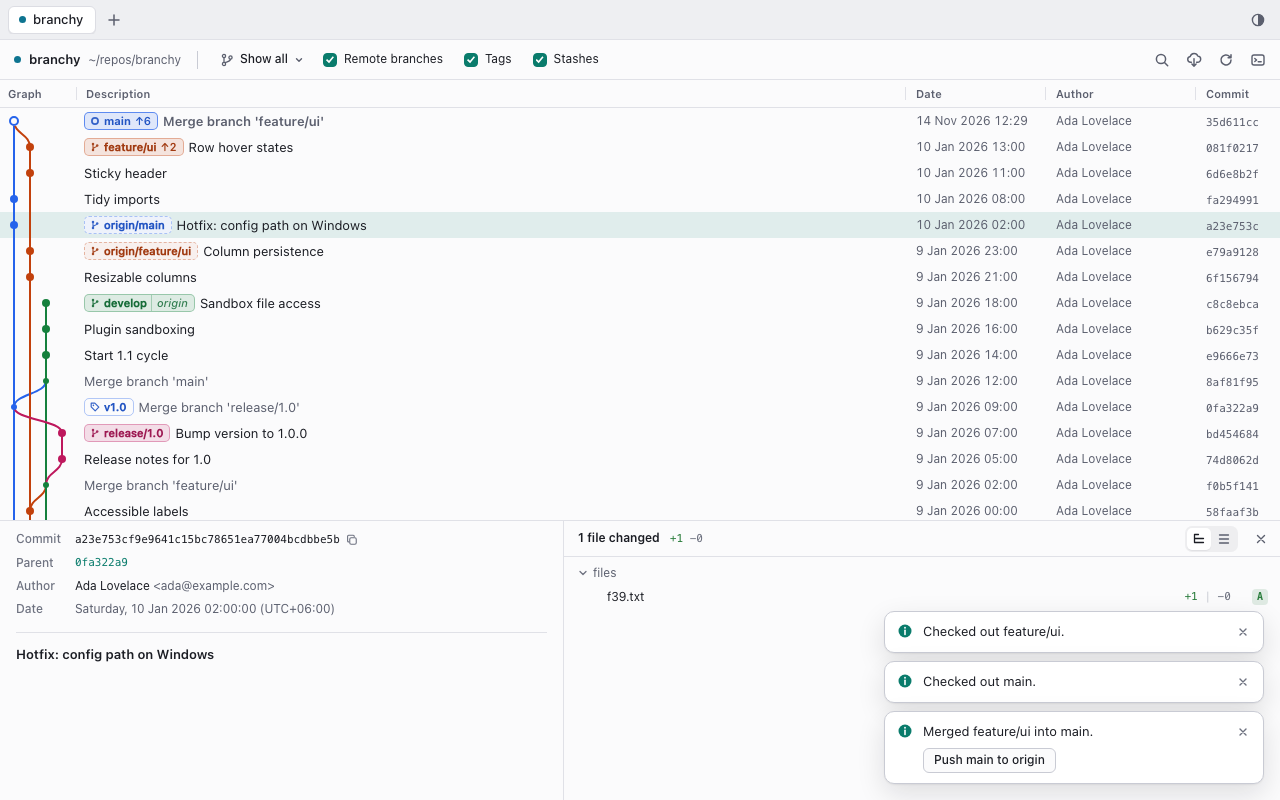 branchy
branchy ~/repos/branchy Show all Remote branches Tags Stashes
Graph Description Date Author Commit
main ↑6 Merge branch 'feature/ui' 14 Nov 2026 12:29 Ada Lovelace 35d611cc
feature/ui ↑2 Row hover states 10 Jan 2026 13:00 Ada Lovelace 081f0217
Sticky header 10 Jan 2026 11:00 Ada Lovelace 6d6e8b2f
Tidy imports 10 Jan 2026 08:00 Ada Lovelace fa294991
origin/main Hotfix: config path on Windows 10 Jan 2026 02:00 Ada Lovelace a23e753c
origin/feature/ui Column persistence 9 Jan 2026 23:00 Ada Lovelace e79a9128
Resizable columns 9 Jan 2026 21:00 Ada Lovelace 6f156794
develop origin Sandbox file access 9 Jan 2026 18:00 Ada Lovelace c8c8ebca
Plugin sandboxing 9 Jan 2026 16:00 Ada Lovelace b629c35f
Start 1.1 cycle 9 Jan 2026 14:00 Ada Lovelace e9666e73
Merge branch 'main' 9 Jan 2026 12:00 Ada Lovelace 8af81f95
v1.0 Merge branch 'release/1.0' 9 Jan 2026 09:00 Ada Lovelace 0fa322a9
release/1.0 Bump version to 1.0.0 9 Jan 2026 07:00 Ada Lovelace bd454684
Release notes for 1.0 9 Jan 2026 05:00 Ada Lovelace 74d8062d
Merge branch 'feature/ui' 9 Jan 2026 02:00 Ada Lovelace f0b5f141
Accessible labels 9 Jan 2026 00:00 Ada Lovelace 58faaf3b
Commit a23e753cf9e9641c15bc78651ea77004bcdbbe5b
Parent 0fa322a9
Author Ada Lovelace <ada@example.com>
Date Saturday, 10 Jan 2026 02:00:00 (UTC+06:00)
Hotfix: config path on Windows
1 file changed +1 −0
files
f39.txt +1 | −0 A
Checked out feature/ui.
Checked out main.
Merged feature/ui into main.
Push main to origin